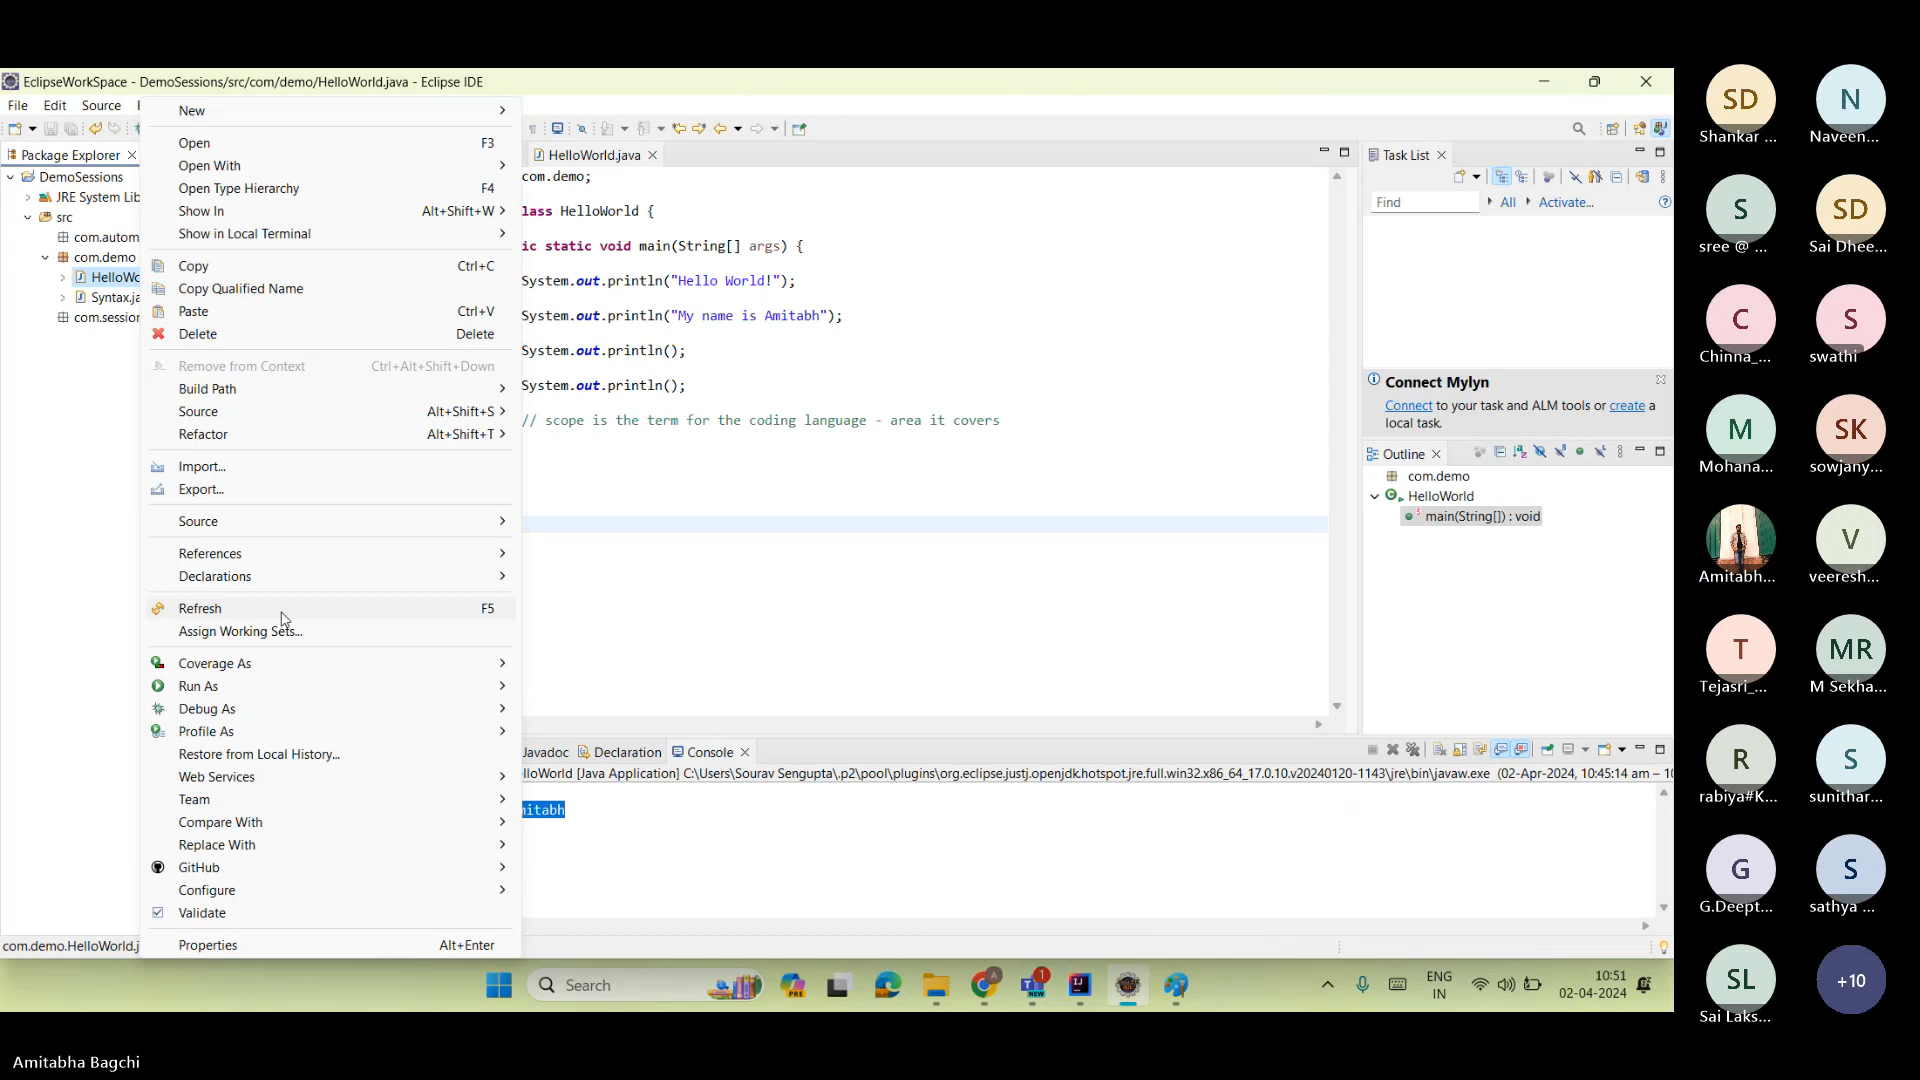 EclipseWorkSpace - DemoSessions/src/com/demo/HelloWorld.java - Eclipse IDE
File Edit Source
Package Explorer
DemoSessions
JRE System Lib
src
com.autom
com.demo
HelloWo
Syntax.ja
com.session
New
Open F3
Open With
Open Type Hierarchy F4
Show In Alt+Shift+W
Show in Local Terminal
Copy Ctrl+C
Copy Qualified Name
Paste Ctrl+V
Delete Delete
Remove from Context Ctrl+Alt+Shift+Down
Build Path
Source Alt+Shift+S
Refactor Alt+Shift+T
Import...
Export...
Source
References
Declarations
Refresh F5
Assign Working Sets...
Coverage As
Run As
Debug As
Profile As
Restore from Local History...
Web Services
Team
Compare With
Replace With
GitHub
Configure
Validate
Properties Alt+Enter
HelloWorld.java
com.demo;
lass HelloWorld {
ic static void main(String[] args) {
System.out.println("Hello World!");
System.out.println("My name is Amitabh");
System.out.println();
System.out.println();
// scope is the term for the coding language - area it covers
Task List
Find All Activate...
Connect Mylyn
Connect to your task and ALM tools or create a
local task.
Outline
com.demo
HelloWorld
main(String[]) : void
Javadoc Declaration Console
lloWorld [Java Application] C:\Users\Sourav Sengupta\.p2\pool\plugins\org.eclipse.justj.openjdk.hotspot.jre.full.win32.x86_64_17.0.10.v20240120-1143\jre\bin\javaw.exe (02-Apr-2024, 10:45:14 am – 10
mitabh
com.demo.HelloWorld.j
Search
PRE
A
1
NEW
ENG
IN
10:51
02-04-2024
SD
Shankar ...
N
Naveen...
S
sree @ ...
SD
Sai Dhee...
C
Chinna_...
S
swathi
M
Mohana...
SK
sowjany...
Amitabh...
V
veeresh...
T
Tejasri_...
MR
M Sekha...
R
rabiya#K...
S
sunithar...
G
G.Deept...
S
sathya ...
SL
Sai Laks...
+10
Amitabha Bagchi